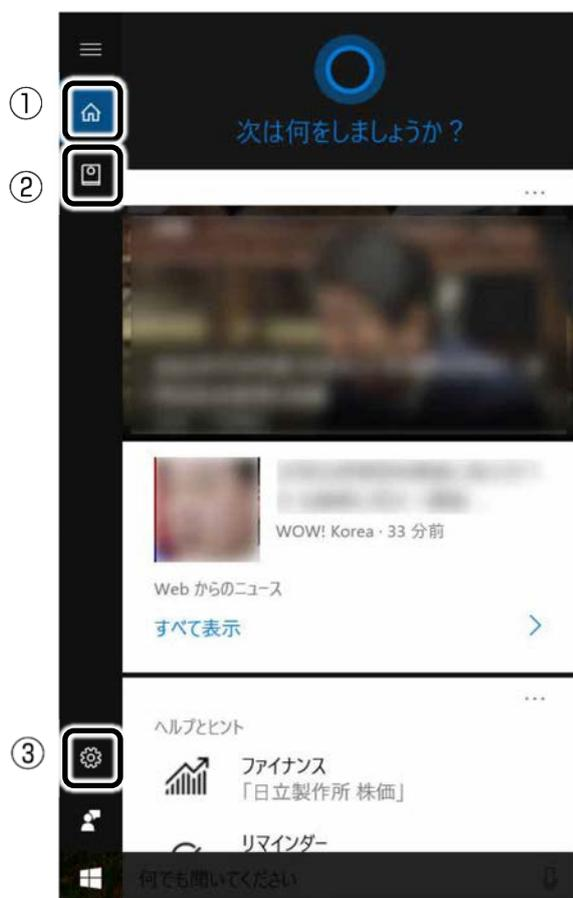 ①
次は何をしましょうか？
②
WOW! Korea · 33 分前
Web からのニュース
すべて表示
ヘルプとヒント
③
ファイナンス
「日立製作所 株価」
リマインダー
何でも聞いてください